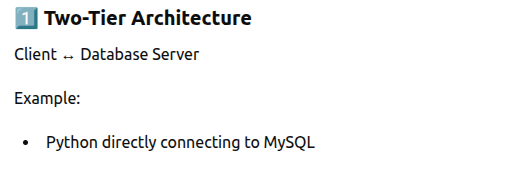 1️⃣ Two-Tier Architecture
Client ↔ Database Server
Example:
• Python directly connecting to MySQL